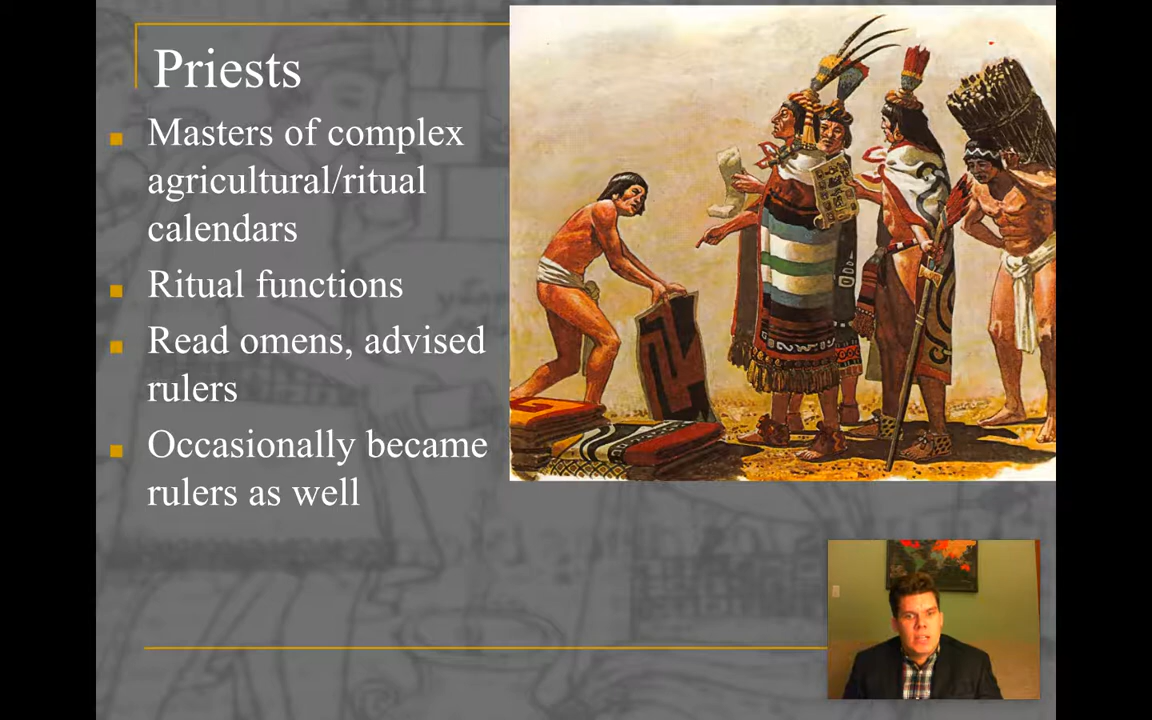 Priests
Masters of complex
agricultural/ritual
calendars
Ritual functions
Read omens, advised
rulers
Occasionally became
rulers as well